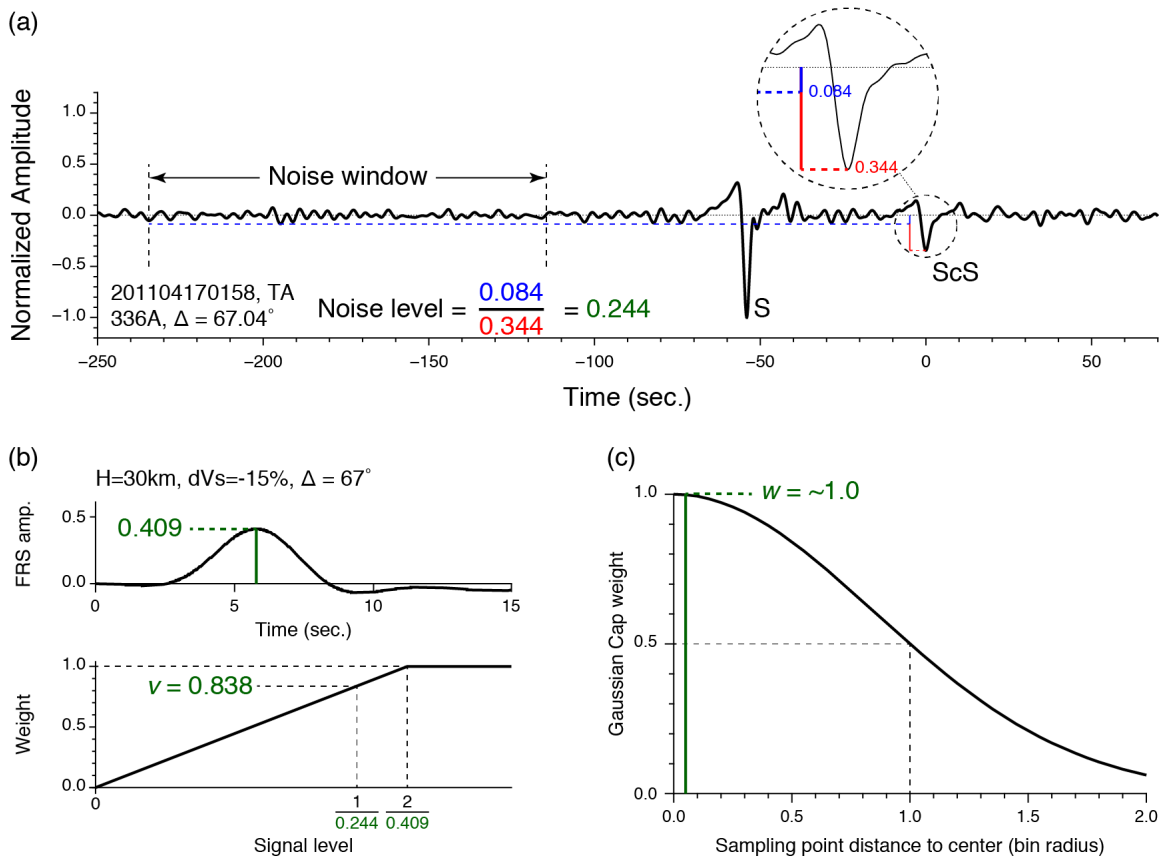 (a)
Normalized Amplitude
1.0
0.5
0.0
−0.5
−1.0
0.084
0.344
Noise window
S
ScS
201104170158, TA
336A, Δ = 67.04°
Noise level = 0.084 / 0.344 = 0.244
−250 −200 −150 −100 −50 0 50
Time (sec.)
(b)
H=30km, dVs=-15%, Δ = 67°
FRS amp.
0.5
0.0
0.409
0 5 10 15
Time (sec.)
Weight
1.0
0.5
0.0
v = 0.838
0 1/0.244 2/0.409
Signal level
(c)
Gaussian Cap weight
1.0
0.5
0.0
w = ~1.0
0.0 0.5 1.0 1.5 2.0
Sampling point distance to center (bin radius)